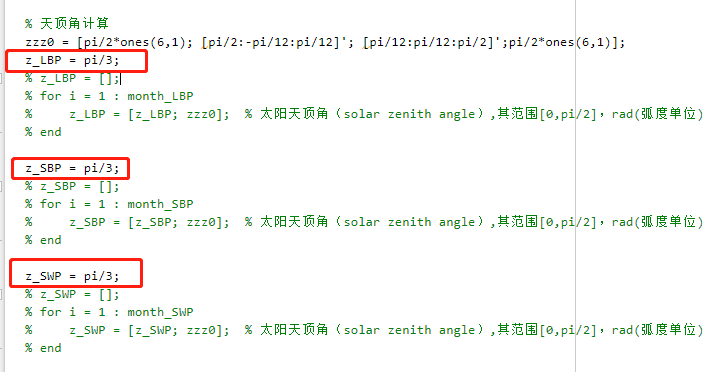 % 天顶角计算
zzz0 = [pi/2*ones(6,1); [pi/2:-pi/12:pi/12]'; [pi/12:pi/12:pi/2]';pi/2*ones(6,1)];
z_LBP = pi/3;
% z_LBP = [];
% for i = 1 : month_LBP
%     z_LBP = [z_LBP; zzz0];  % 太阳天顶角（solar zenith angle）,其范围[0,pi/2]，rad(弧度单位)
% end
z_SBP = pi/3;
% z_SBP = [];
% for i = 1 : month_SBP
%     z_SBP = [z_SBP; zzz0];  % 太阳天顶角（solar zenith angle）,其范围[0,pi/2]，rad(弧度单位)
% end
z_SWP = pi/3;
% z_SWP = [];
% for i = 1 : month_SWP
%     z_SWP = [z_SWP; zzz0];  % 太阳天顶角（solar zenith angle）,其范围[0,pi/2]，rad(弧度单位)
% end